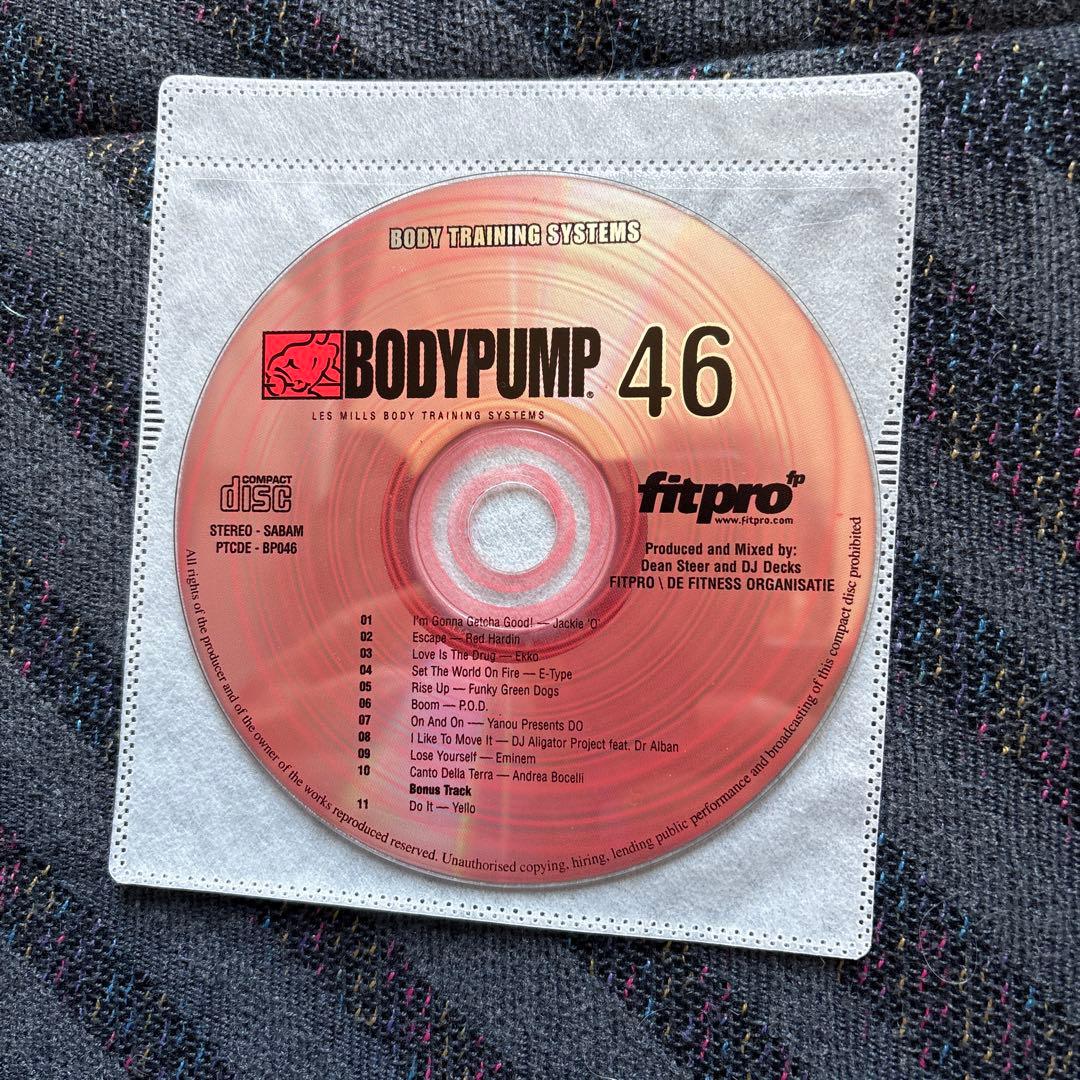 BODY TRAINING SYSTEMS
BODYPUMP® 46
LES MILLS BODY TRAINING SYSTEMS
COMPACT
disc
STEREO - SABAM
PTCDE - BP046
fitpro fp
www.fitpro.com
Produced and Mixed by:
Dean Steer and DJ Decks
FITPRO \ DE FITNESS ORGANISATIE
01 I'm Gonna Getcha Good! — Jackie 'O'
02 Escape — Red Hardin
03 Love Is The Drug — Ekko
04 Set The World On Fire — E-Type
05 Rise Up — Funky Green Dogs
06 Boom — P.O.D.
07 On And On — Yanou Presents DO
08 I Like To Move It — DJ Aligator Project feat. Dr Alban
09 Lose Yourself — Eminem
10 Canto Della Terra — Andrea Bocelli
Bonus Track
11 Do It — Yello
All rights of the producer and of the owner of the works reproduced reserved. Unauthorised copying, hiring, lending public performance and broadcasting of this compact disc prohibited